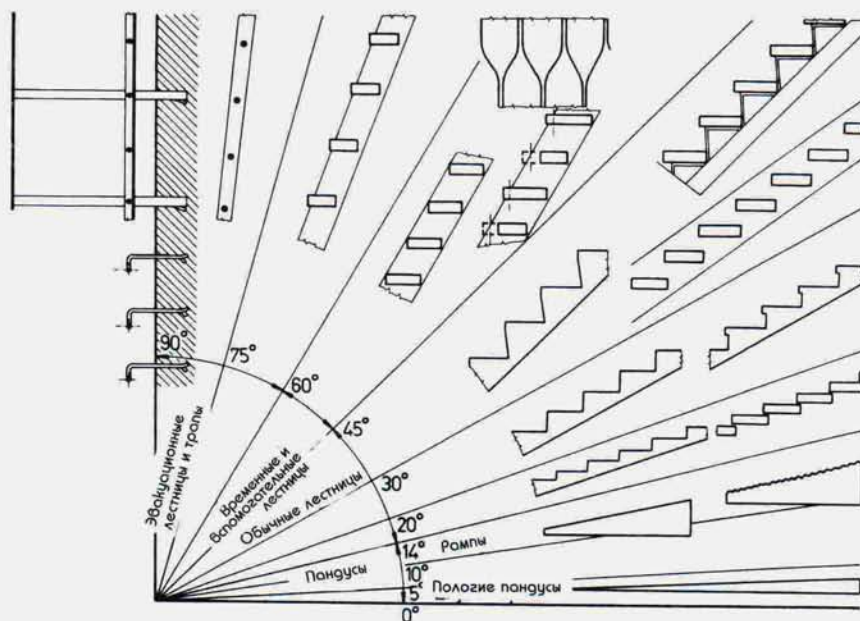 90°
75°
60°
45°
30°
20°
14°
10°
5°
0°
Эвакуационные
лестницы и трапы
Временные и
вспомогательные
лестницы
Обычные лестницы
Рампы
Пандусы
Пологие пандусы